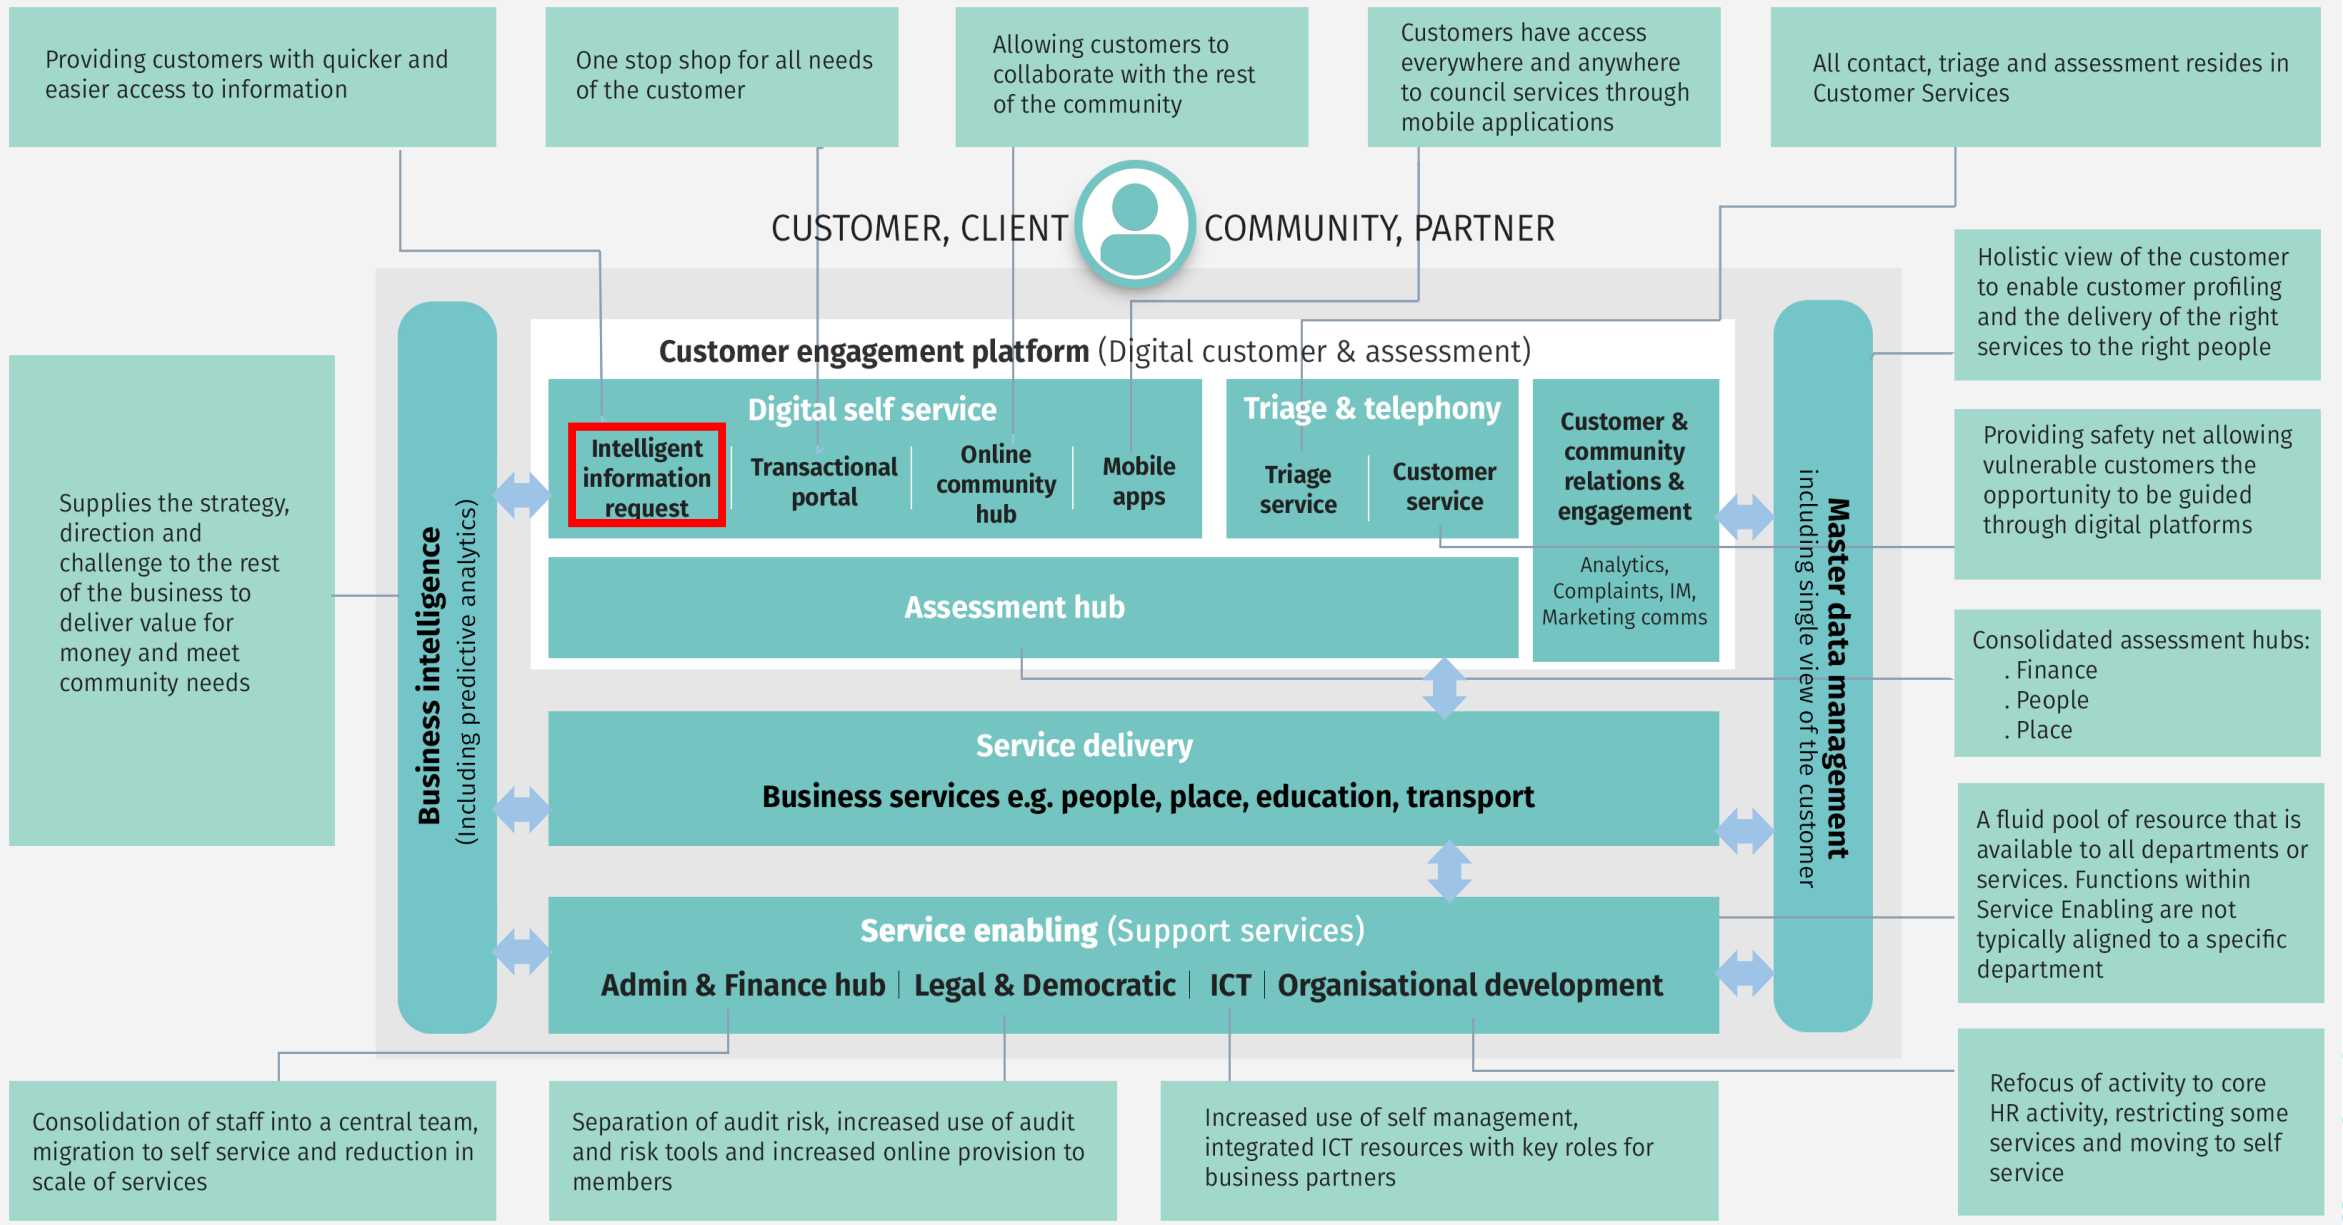 Providing customers with quicker and
easier access to information
One stop shop for all needs
of the customer
Allowing customers to
collaborate with the rest
of the community
Customers have access
everywhere and anywhere
to council services through
mobile applications
All contact, triage and assessment resides in
Customer Services
CUSTOMER, CLIENT
COMMUNITY, PARTNER
Holistic view of the customer
to enable customer profiling
and the delivery of the right
services to the right people
Customer engagement platform (Digital customer & assessment)
Digital self service
Intelligent
information
request
Transactional
portal
Online
community
hub
Mobile
apps
Triage & telephony
Triage
service
Customer
service
Customer &
community
relations &
engagement
Analytics,
Complaints, IM,
Marketing comms
Providing safety net allowing
vulnerable customers the
opportunity to be guided
through digital platforms
Supplies the strategy,
direction and
challenge to the rest
of the business to
deliver value for
money and meet
community needs
Business intelligence
(Including predictive analytics)
Master data management
including single view of the customer
Assessment hub
Consolidated assessment hubs:
. Finance
. People
. Place
Service delivery
Business services e.g. people, place, education, transport
A fluid pool of resource that is
available to all departments or
services. Functions within
Service Enabling are not
typically aligned to a specific
department
Service enabling (Support services)
Admin & Finance hub | Legal & Democratic | ICT | Organisational development
Consolidation of staff into a central team,
migration to self service and reduction in
scale of services
Separation of audit risk, increased use of audit
and risk tools and increased online provision to
members
Increased use of self management,
integrated ICT resources with key roles for
business partners
Refocus of activity to core
HR activity, restricting some
services and moving to self
service